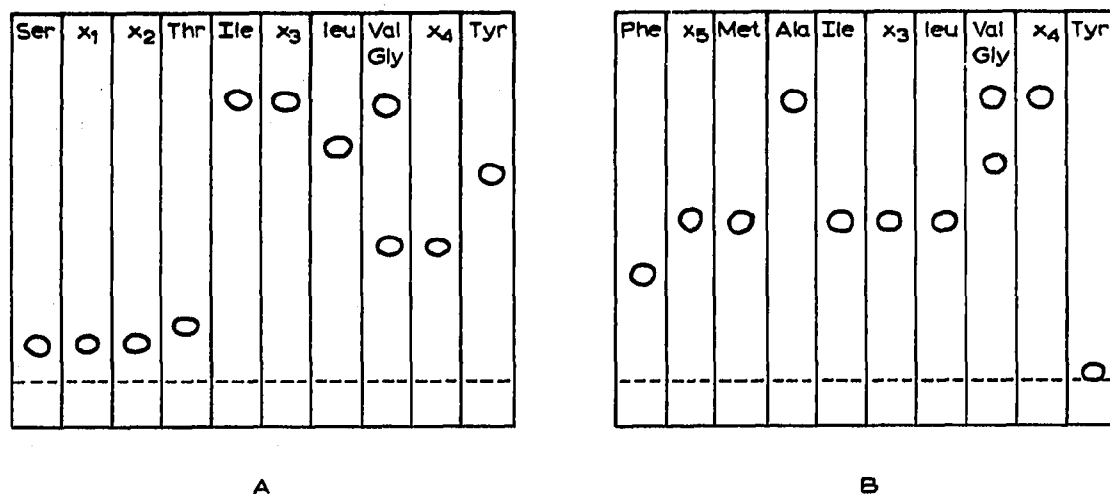 Ser x₁ x₂ Thr Ile x₃ leu Val x₄ Tyr
Gly
A
Phe x₅ Met Ala Ile x₃ leu Val x₄ Tyr
Gly
B